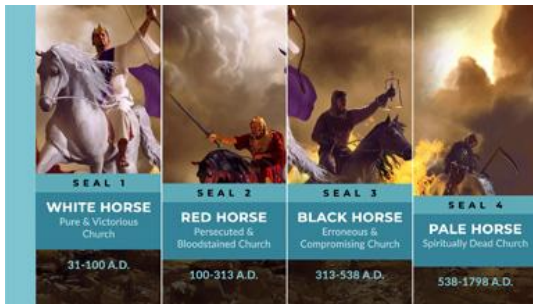 SEAL 1
WHITE HORSE
Pure & Victorious
Church
31-100 A.D.
SEAL 2
RED HORSE
Persecuted &
Bloodstained Church
100-313 A.D.
SEAL 3
BLACK HORSE
Erroneous &
Compromising Church
313-538 A.D.
SEAL 4
PALE HORSE
Spiritually Dead Church
538-1798 A.D.